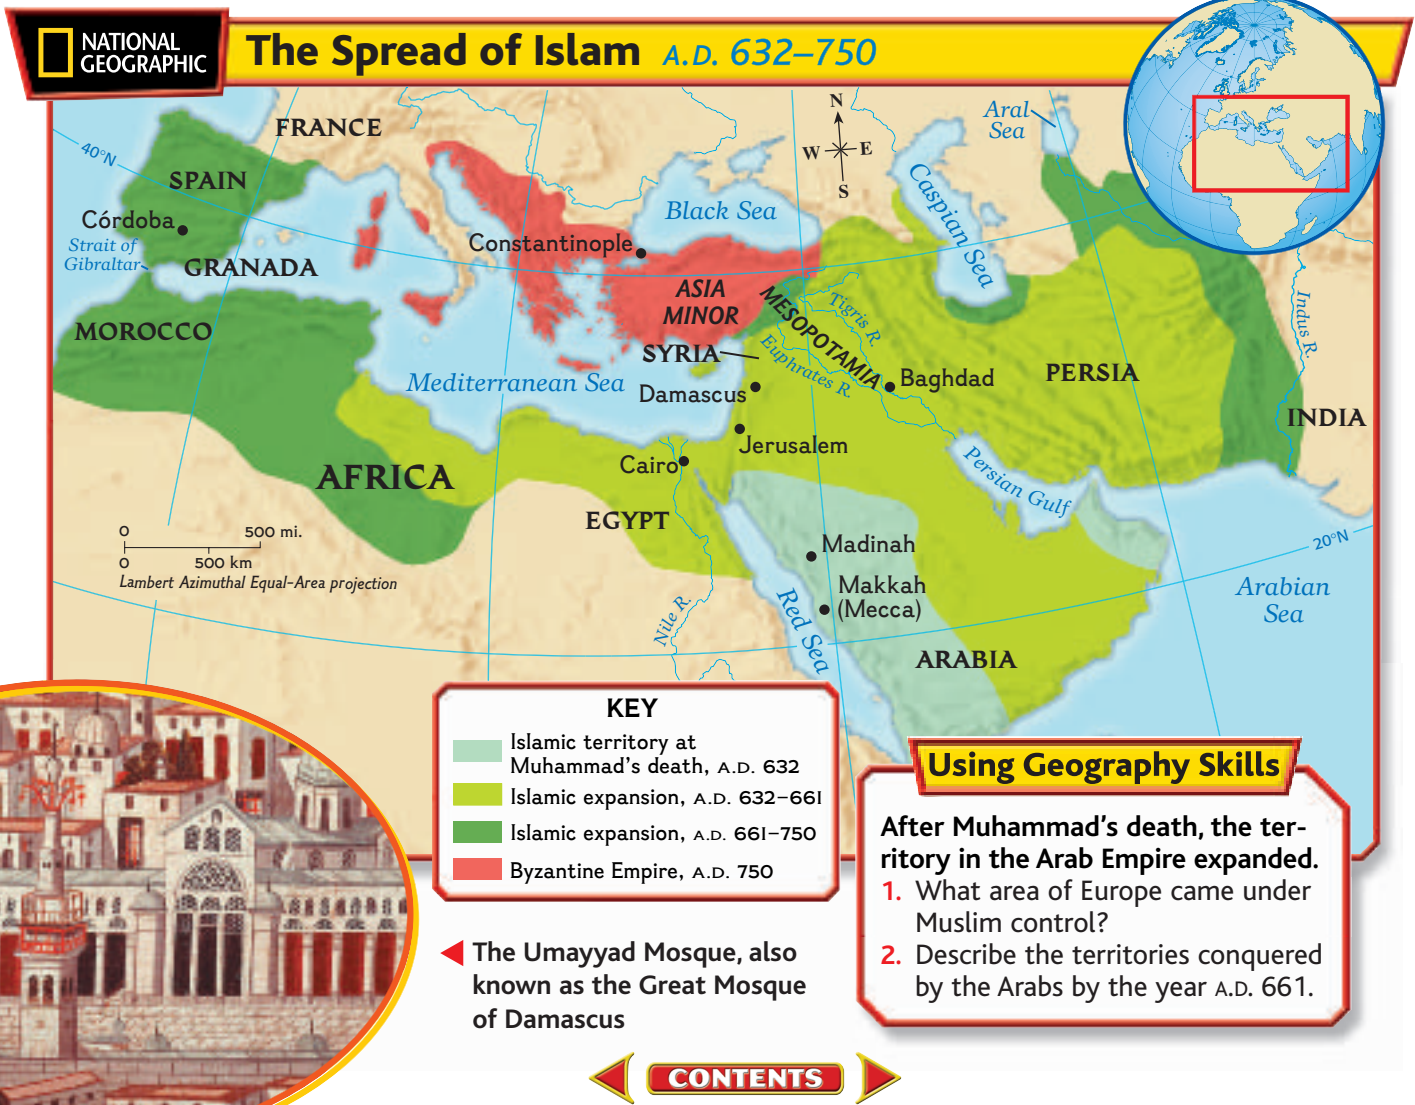 NATIONAL
GEOGRAPHIC
The Spread of Islam A.D. 632–750
N
W E
S
Aral
Sea
FRANCE
40°N
SPAIN
Córdoba
Strait of
Gibraltar
GRANADA
MOROCCO
Constantinople
Black Sea
Caspian Sea
ASIA
MINOR
MESOPOTAMIA
Tigris R.
Euphrates R.
SYRIA
Mediterranean Sea
Damascus
Baghdad
PERSIA
Indus R.
INDIA
Jerusalem
Cairo
AFRICA
EGYPT
Persian Gulf
0 500 mi.
0 500 km
Lambert Azimuthal Equal-Area projection
Madinah
Makkah
(Mecca)
20°N
Arabian
Sea
Nile R.
Red Sea
ARABIA
KEY
Islamic territory at
Muhammad's death, A.D. 632
Islamic expansion, A.D. 632–661
Islamic expansion, A.D. 661–750
Byzantine Empire, A.D. 750
Using Geography Skills
After Muhammad's death, the ter-
ritory in the Arab Empire expanded.
1. What area of Europe came under
Muslim control?
2. Describe the territories conquered
by the Arabs by the year A.D. 661.
The Umayyad Mosque, also
known as the Great Mosque
of Damascus
CONTENTS